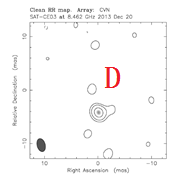 Clean RR map. Array: CVN
SAT-CE03 at 8.462 GHz 2013 Dec 20
Relative Declination (mas)
10
0
-10
D
10
0
-10
Right Ascension (mas)